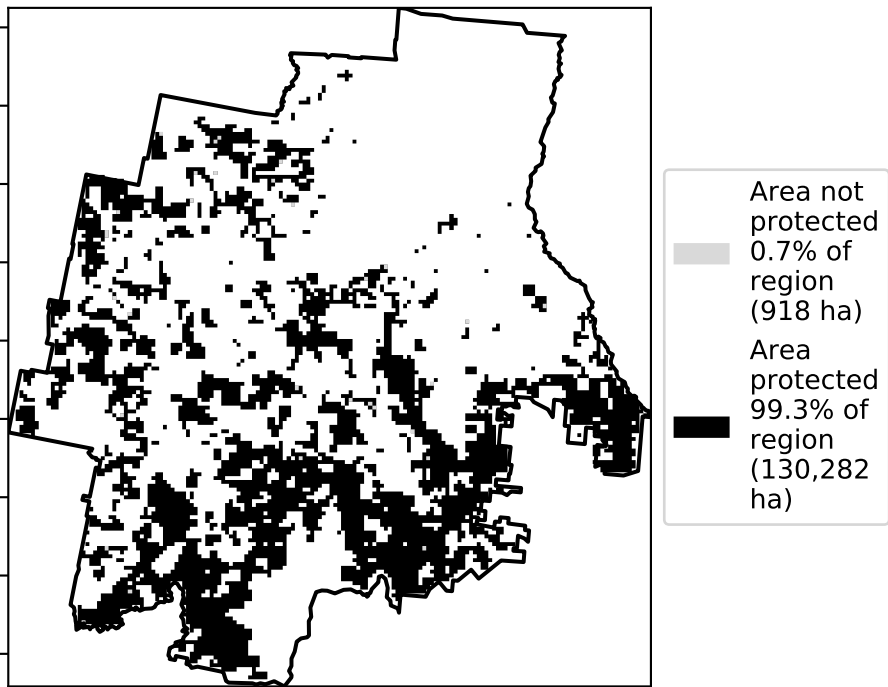 Area not
protected
0.7% of
region
(918 ha)
Area
protected
99.3% of
region
(130,282
ha)